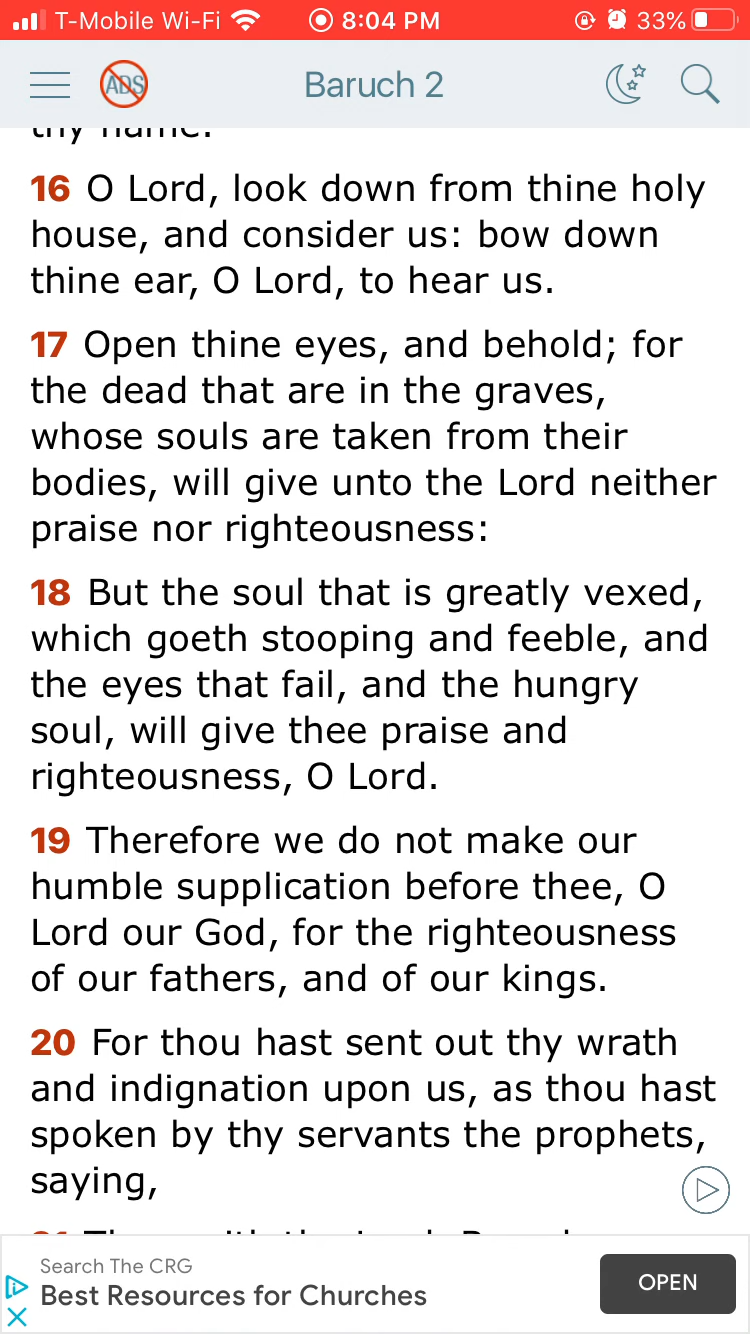 T-Mobile Wi-Fi 8:04 PM 33%
ADS Baruch 2
thy name.
16 O Lord, look down from thine holy
house, and consider us: bow down
thine ear, O Lord, to hear us.
17 Open thine eyes, and behold; for
the dead that are in the graves,
whose souls are taken from their
bodies, will give unto the Lord neither
praise nor righteousness:
18 But the soul that is greatly vexed,
which goeth stooping and feeble, and
the eyes that fail, and the hungry
soul, will give thee praise and
righteousness, O Lord.
19 Therefore we do not make our
humble supplication before thee, O
Lord our God, for the righteousness
of our fathers, and of our kings.
20 For thou hast sent out thy wrath
and indignation upon us, as thou hast
spoken by thy servants the prophets,
saying,
Search The CRG
Best Resources for Churches
OPEN